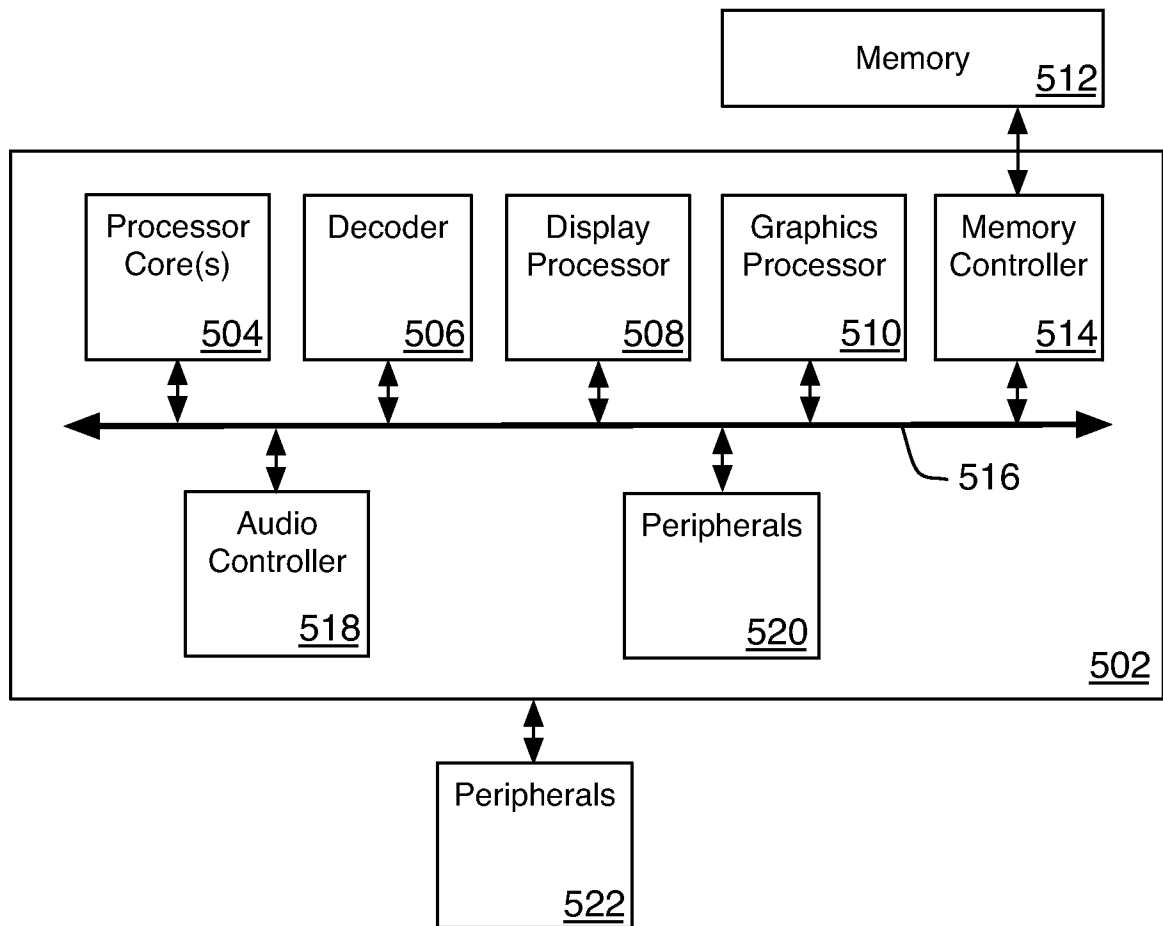 Memory
512
Processor
Core(s)
504
Decoder
506
Display
Processor
508
Graphics
Processor
510
Memory
Controller
514
516
Audio
Controller
518
Peripherals
520
502
Peripherals
522